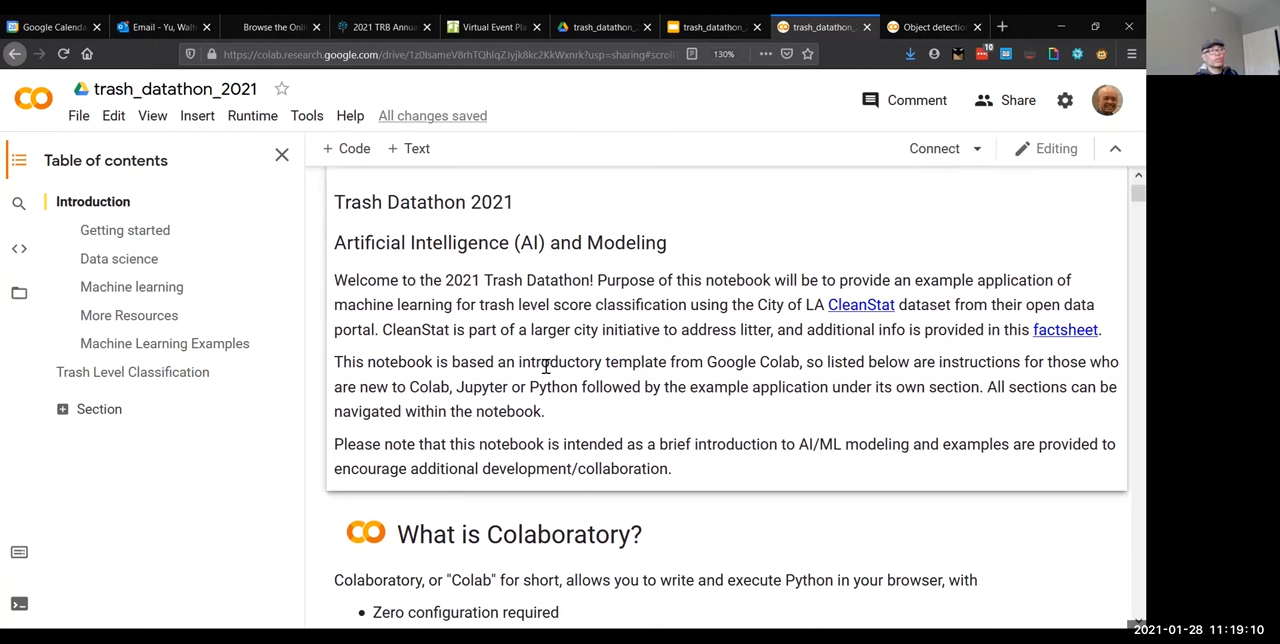 Google Calenda
Email - Yu, Walt
Browse the Onli
2021 TRB Annua
Virtual Event Pla
trash_datathon_
trash_datathon_
trash_datathon_
Object detection
https://colab.research.google.com/drive/1z0IsameV8rhTQhlqZJyjk8kc2KkWxnrk?usp=sharing#scroll
130%
10
trash_datathon_2021
File Edit View Insert Runtime Tools Help All changes saved
Comment
Share
Table of contents
Introduction
Getting started
Data science
Machine learning
More Resources
Machine Learning Examples
Trash Level Classification
Section
+ Code + Text
Connect
Editing
Trash Datathon 2021
Artificial Intelligence (AI) and Modeling
Welcome to the 2021 Trash Datathon! Purpose of this notebook will be to provide an example application of
machine learning for trash level score classification using the City of LA CleanStat dataset from their open data
portal. CleanStat is part of a larger city initiative to address litter, and additional info is provided in this factsheet.
This notebook is based an introductory template from Google Colab, so listed below are instructions for those who
are new to Colab, Jupyter or Python followed by the example application under its own section. All sections can be
navigated within the notebook.
Please note that this notebook is intended as a brief introduction to AI/ML modeling and examples are provided to
encourage additional development/collaboration.
What is Colaboratory?
Colaboratory, or "Colab" for short, allows you to write and execute Python in your browser, with
• Zero configuration required
2021-01-28 11:19:10